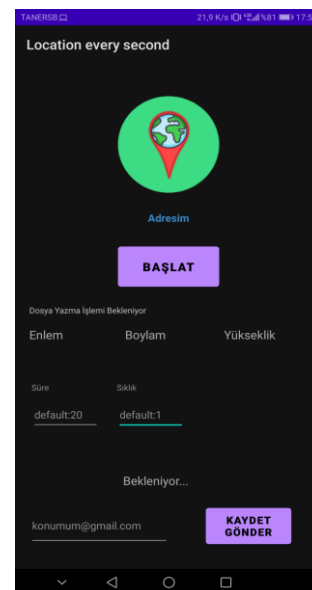 TANERSB 21,9 K/s %81 17:5
Location every second
Adresim
BAŞLAT
Dosya Yazma İşlemi Bekleniyor
Enlem Boylam Yükseklik
Süre Sıklık
default:20 default:1
Bekleniyor...
konumum@gmail.com
KAYDET
GÖNDER